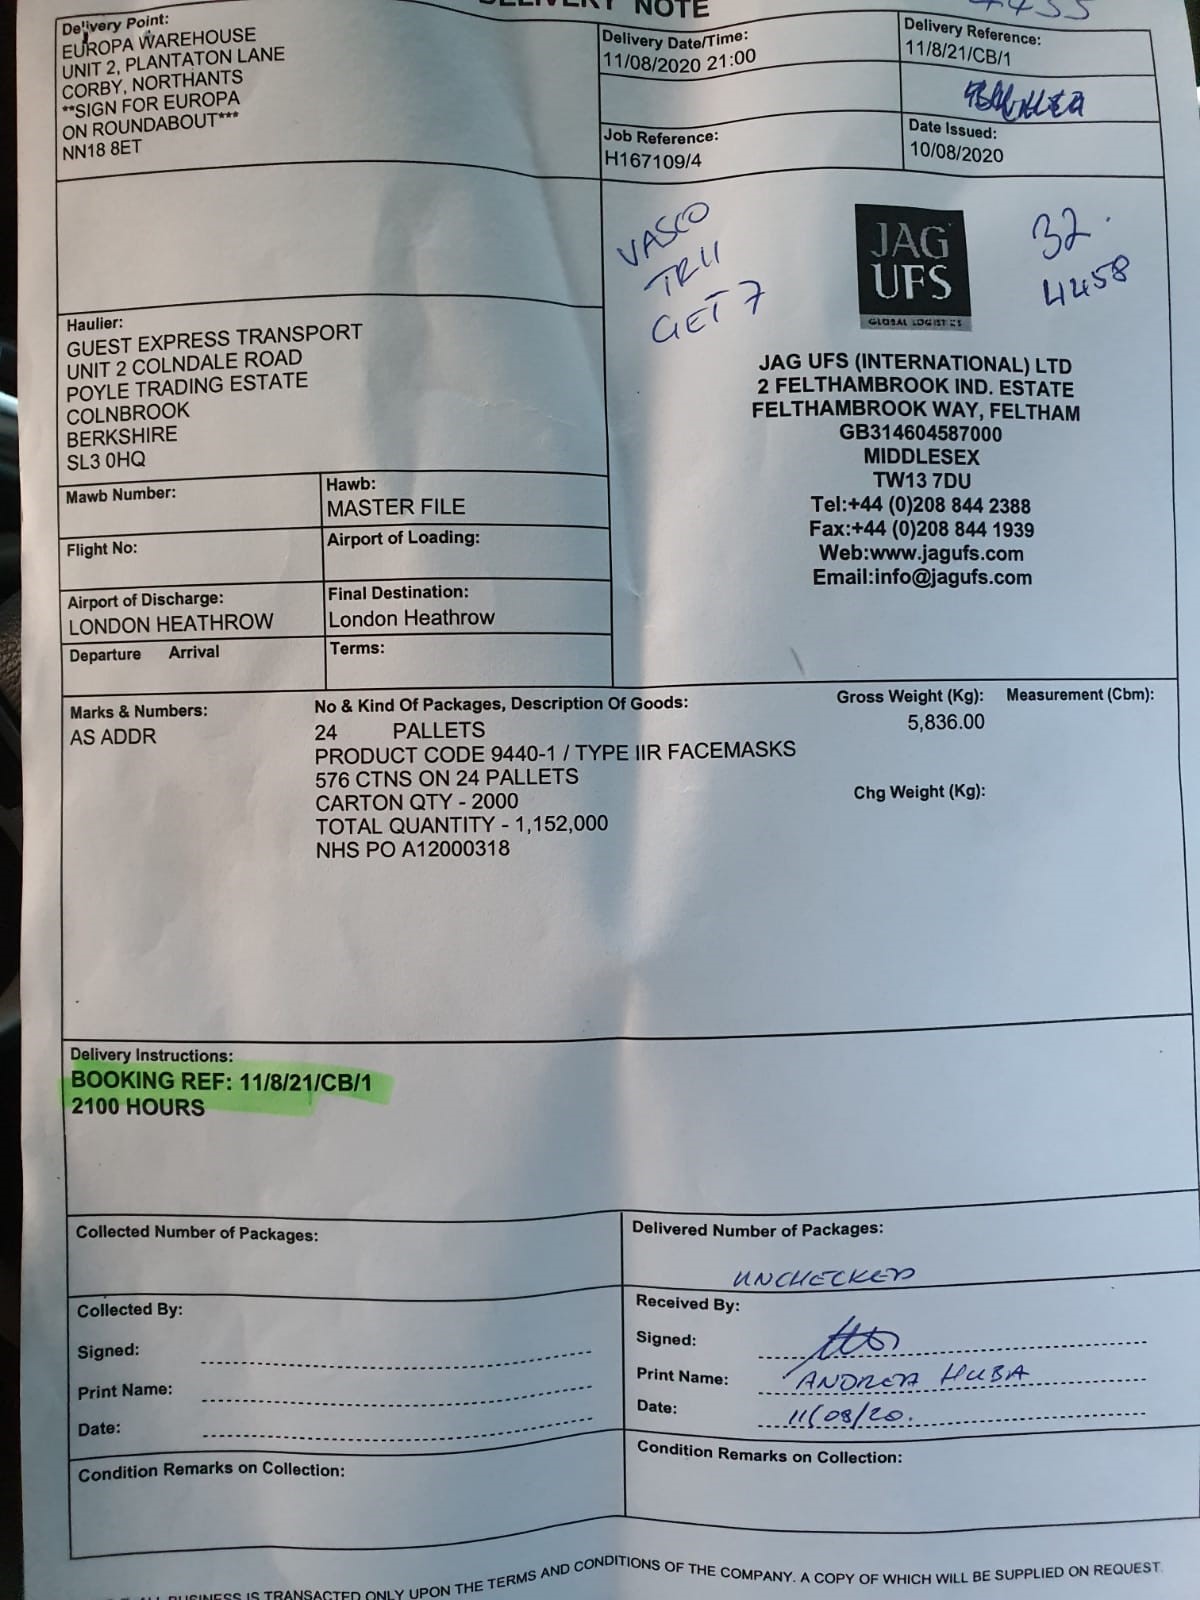 DELIVERY NOTE
Delivery Point:
EUROPA WAREHOUSE
UNIT 2, PLANTATON LANE
CORBY, NORTHANTS
**SIGN FOR EUROPA
ON ROUNDABOUT***
NN18 8ET
Delivery Date/Time:
11/08/2020 21:00
Delivery Reference:
11/8/21/CB/1
Job Reference:
H167109/4
Date Issued:
10/08/2020
VASCO
TR11
GET 7
JAG
UFS
GLOBAL LOGISTICS
32.
4458
Haulier:
GUEST EXPRESS TRANSPORT
UNIT 2 COLNDALE ROAD
POYLE TRADING ESTATE
COLNBROOK
BERKSHIRE
SL3 0HQ
JAG UFS (INTERNATIONAL) LTD
2 FELTHAMBROOK IND. ESTATE
FELTHAMBROOK WAY, FELTHAM
GB314604587000
MIDDLESEX
TW13 7DU
Tel:+44 (0)208 844 2388
Fax:+44 (0)208 844 1939
Web:www.jagufs.com
Email:info@jagufs.com
Mawb Number:
Hawb:
MASTER FILE
Flight No:
Airport of Loading:
Airport of Discharge:
LONDON HEATHROW
Final Destination:
London Heathrow
Departure Arrival
Terms:
Marks & Numbers:
AS ADDR
No & Kind Of Packages, Description Of Goods:
24 PALLETS
PRODUCT CODE 9440-1 / TYPE IIR FACEMASKS
576 CTNS ON 24 PALLETS
CARTON QTY - 2000
TOTAL QUANTITY - 1,152,000
NHS PO A12000318
Gross Weight (Kg):
5,836.00
Measurement (Cbm):
Chg Weight (Kg):
Delivery Instructions:
BOOKING REF: 11/8/21/CB/1
2100 HOURS
Collected Number of Packages:
Delivered Number of Packages:
UNCHECKED
Collected By:
Signed:
Print Name:
Date:
Received By:
Signed:
Print Name: ANDREA HUBA
Date: 11/08/20.
Condition Remarks on Collection:
Condition Remarks on Collection:
ALL BUSINESS IS TRANSACTED ONLY UPON THE TERMS AND CONDITIONS OF THE COMPANY. A COPY OF WHICH WILL BE SUPPLIED ON REQUEST.